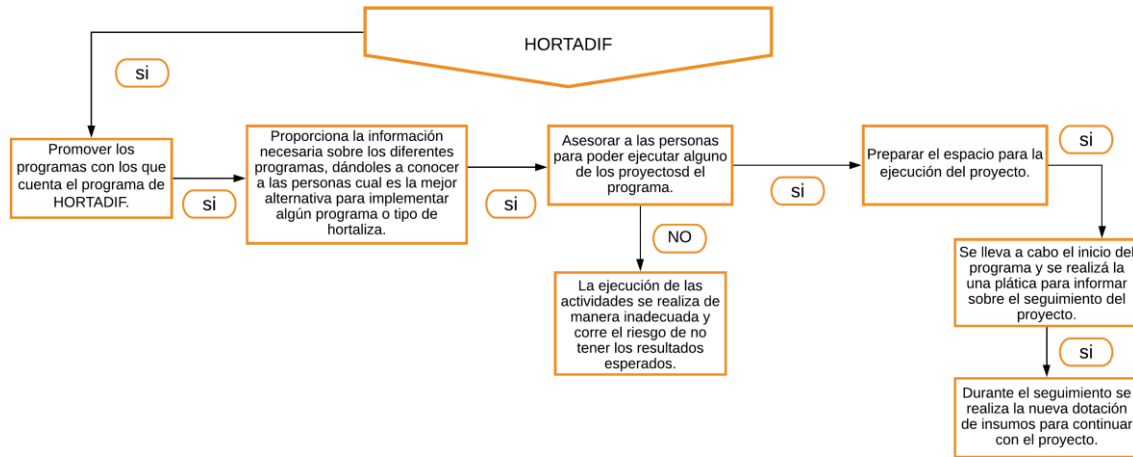 HORTADIF
si
Promover los
programas con los que
cuenta el programa de
HORTADIF.
si
Proporciona la información
necesaria sobre los diferentes
programas, dándoles a conocer
a las personas cual es la mejor
alternativa para implementar
algún programa o tipo de
hortaliza.
si
Asesorar a las personas
para poder ejecutar alguno
de los proyectosd el
programa.
NO
La ejecución de las
actividades se realiza de
manera inadecuada y
corre el riesgo de no
tener los resultados
esperados.
si
Preparar el espacio para la
ejecución del proyecto.
si
Se lleva a cabo el inicio del
programa y se realizá la
una plática para informar
sobre el seguimiento del
proyecto.
si
Durante el seguimiento se
realiza la nueva dotación
de insumos para continuar
con el proyecto.